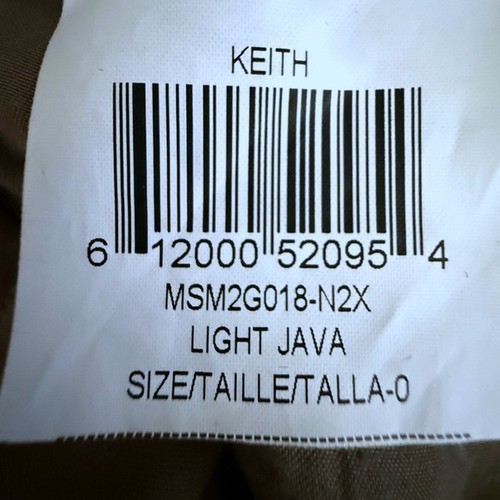 KEITH
6 12000 52095 4
MSM2G018-N2X
LIGHT JAVA
SIZE/TAILLE/TALLA-0